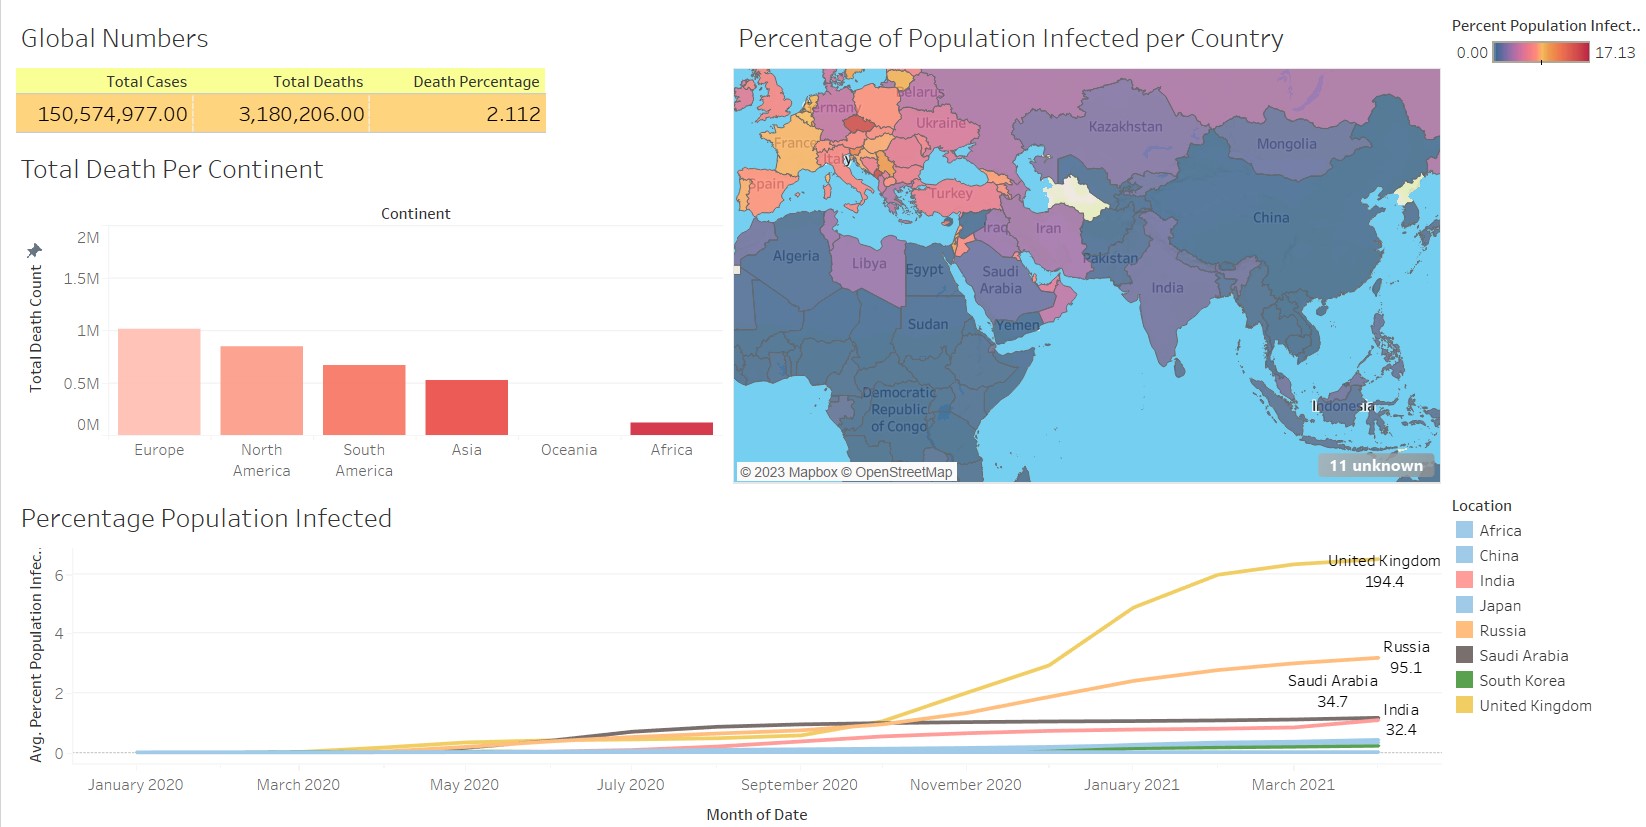 Global Numbers
Total Cases Total Deaths Death Percentage
150,574,977.00 3,180,206.00 2.112
Total Death Per Continent
Continent
Total Death Count
2M
1.5M
1M
0.5M
0M
Europe North America South America Asia Oceania Africa
Percentage of Population Infected per Country
Belarus
Germany
Ukraine
France
Italy
Spain
Turkey
Kazakhstan
Mongolia
China
Algeria
Libya
Egypt
Iraq
Iran
Pakistan
Saudi
Arabia
India
Sudan
Yemen
Democratic
Republic
of Congo
Indonesia
© 2023 Mapbox © OpenStreetMap
11 unknown
Percent Population Infect..
0.00 17.13
Percentage Population Infected
Avg. Percent Population Infec..
6
4
2
0
United Kingdom
194.4
Russia
95.1
Saudi Arabia
34.7
India
32.4
January 2020 March 2020 May 2020 July 2020 September 2020 November 2020 January 2021 March 2021
Month of Date
Location
Africa
China
India
Japan
Russia
Saudi Arabia
South Korea
United Kingdom